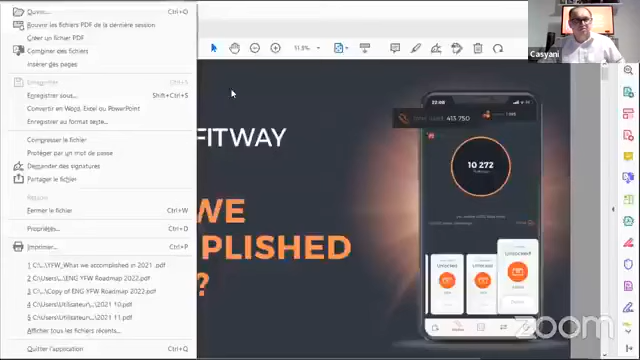 Ouvrir... Ctrl+O
Rouvrir les fichiers PDF de la dernière session
Créer un fichier PDF
Combiner des fichiers
Insérer des pages
Enregistrer Ctrl+S
Enregistrer sous... Shift+Ctrl+S
Convertir en Word, Excel ou PowerPoint
Enregistrer au format texte...
Compresser le fichier
Protéger par un mot de passe
Demander des signatures
Partager le fichier
Fermer le fichier Ctrl+W
Propriétés... Ctrl+D
Imprimer... Ctrl+P
1 C:\...\YFW_What we accomplished in 2021 .pdf
2 C:\...\ENG YFW Roadmap 2022.pdf
3 C:\...\Copy of ENG YFW Roadmap 2022.pdf
4 C:\Users\Utilisateur\...\2021 10.pdf
5 C:\Users\Utilisateur\...\2021 11.pdf
Afficher tous les fichiers récents...
Quitter l'application Ctrl+Q
Casyani
FITWAY
WE
PLISHED
?
22:08
413 750
10 272
Unlocked
zoom